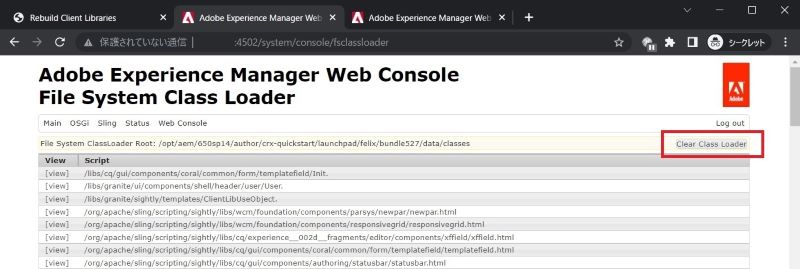 Rebuild Client Libraries
Adobe Experience Manager Web
Adobe Experience Manager Web
保護されていない通信 :4502/system/console/fsclassloader シークレット
Adobe Experience Manager Web Console
File System Class Loader
Adobe
Main OSGi Sling Status Web Console Log out
File System ClassLoader Root: /opt/aem/650sp14/author/crx-quickstart/launchpad/felix/bundle527/data/classes Clear Class Loader
View Script
[view] /libs/cq/gui/components/coral/common/form/templatefield/Init.
[view] /libs/granite/ui/components/shell/header/user/User.
[view] /libs/granite/sightly/templates/ClientLibUseObject.
[view] /org/apache/sling/scripting/sightly/libs/wcm/foundation/components/parsys/newpar/newpar.html
[view] /org/apache/sling/scripting/sightly/libs/wcm/foundation/components/responsivegrid/responsivegrid.html
[view] /org/apache/sling/scripting/sightly/libs/cq/experience__002d__fragments/editor/components/xffield/xffield.html
[view] /org/apache/sling/scripting/sightly/libs/cq/gui/components/coral/common/form/templatefield/templatefield.html
[view] /org/apache/sling/scripting/sightly/libs/cq/gui/components/authoring/statusbar/statusbar.html